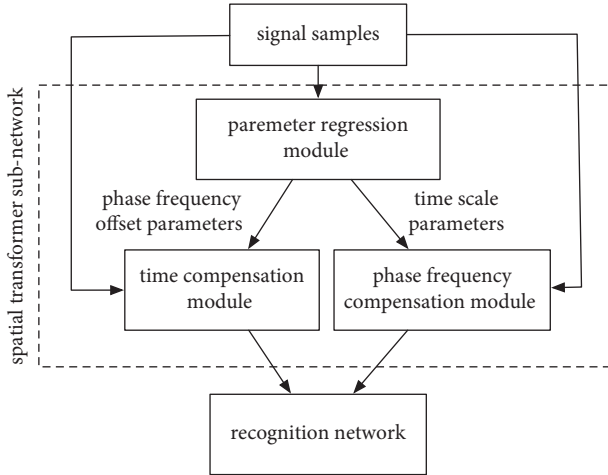 signal samples
spatial transformer sub-network
paremeter regression
module
phase frequency
offset parameters
time scale
parameters
time compensation
module
phase frequency
compensation module
recognition network